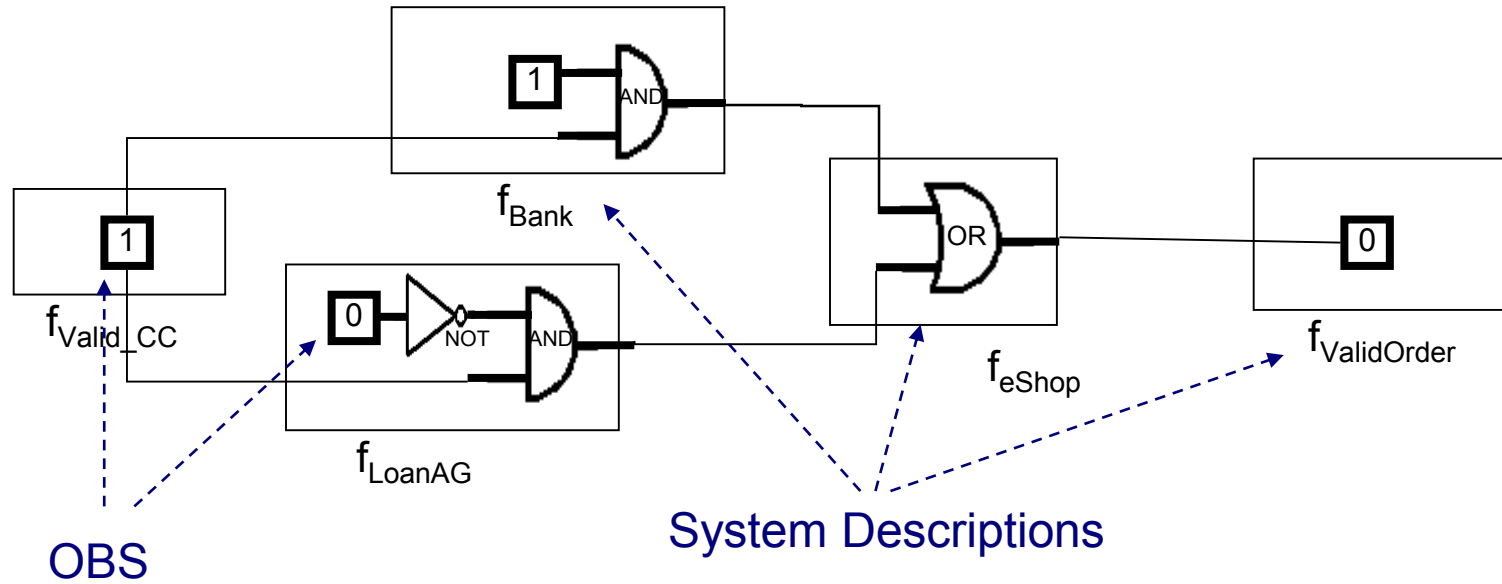 1
AND
f_Bank
1
f_Valid_CC
0
NOT
AND
f_LoanAG
OR
f_eShop
0
f_ValidOrder
OBS
System Descriptions